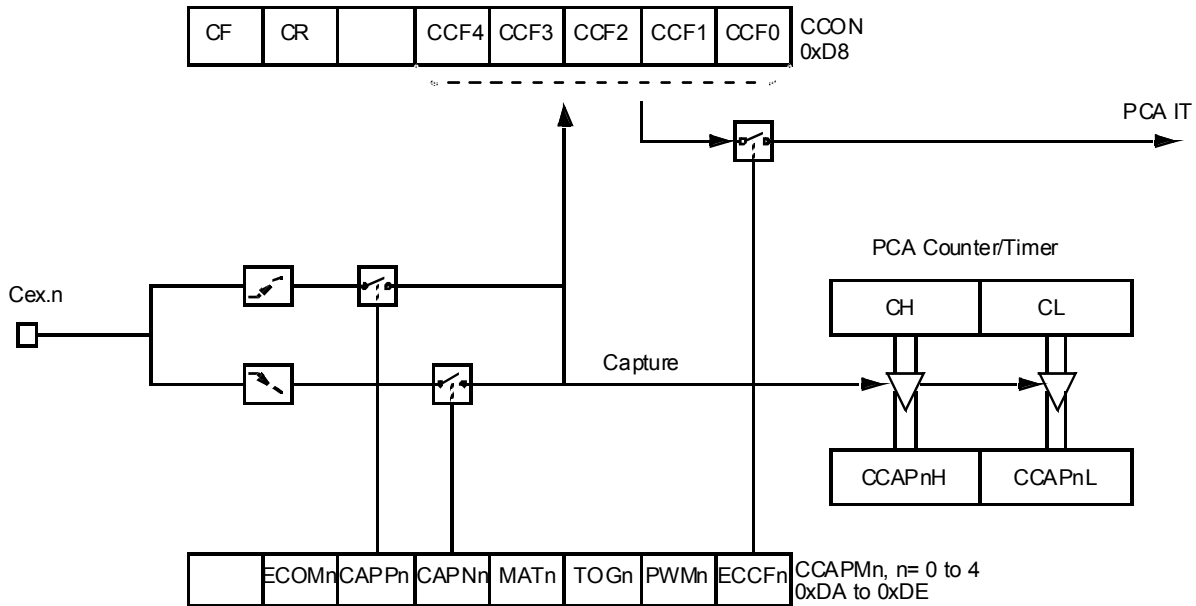 CF CR CCF4 CCF3 CCF2 CCF1 CCF0 CCON
0xD8
PCA IT
PCA Counter/Timer
Cex.n
CH CL
Capture
CCAPnH CCAPnL
ECOMn CAPPn CAPNn MATn TOGn PWMn ECCFn CCAPMn, n= 0 to 4
0xDA to 0xDE